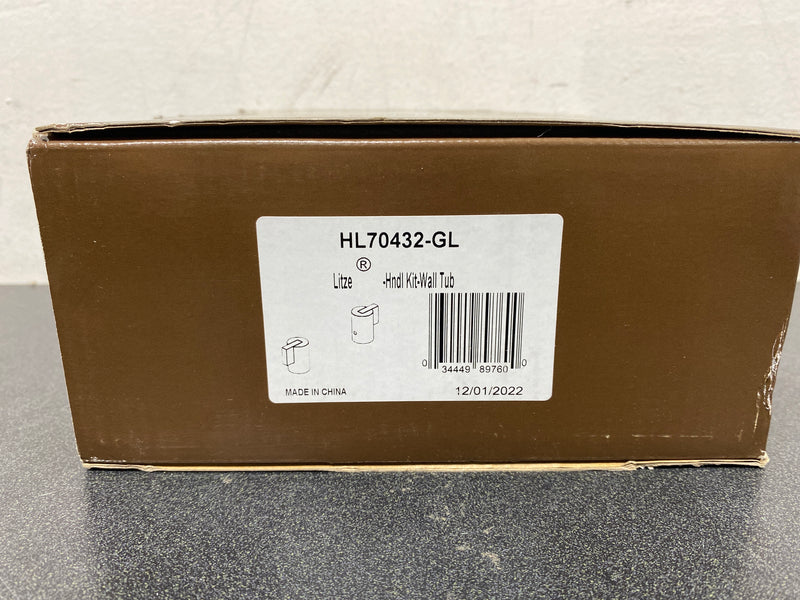 HL70432-GL
Litze® -Hndl Kit-Wall Tub
0 34449 89760 0
MADE IN CHINA 12/01/2022